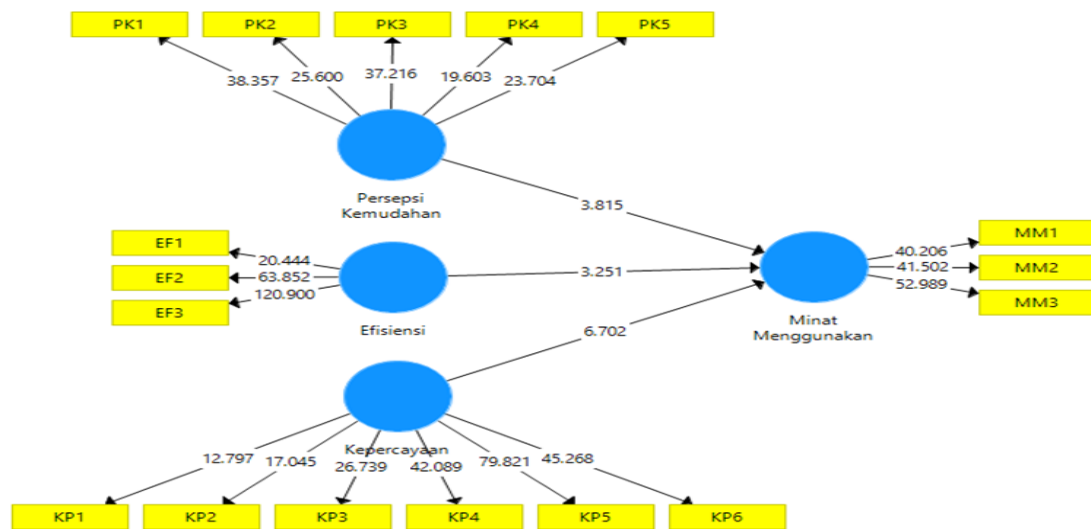 PK1 PK2 PK3 PK4 PK5
38.357 25.600 37.216 19.603 23.704
Persepsi
Kemudahan
3.815
EF1
EF2
EF3
20.444
63.852
120.900
Efisiensi
3.251
MM1
MM2
MM3
40.206
41.502
52.989
Minat
Menggunakan
6.702
Kepercayaan
12.797 17.045 26.739 42.089 79.821 45.268
KP1 KP2 KP3 KP4 KP5 KP6